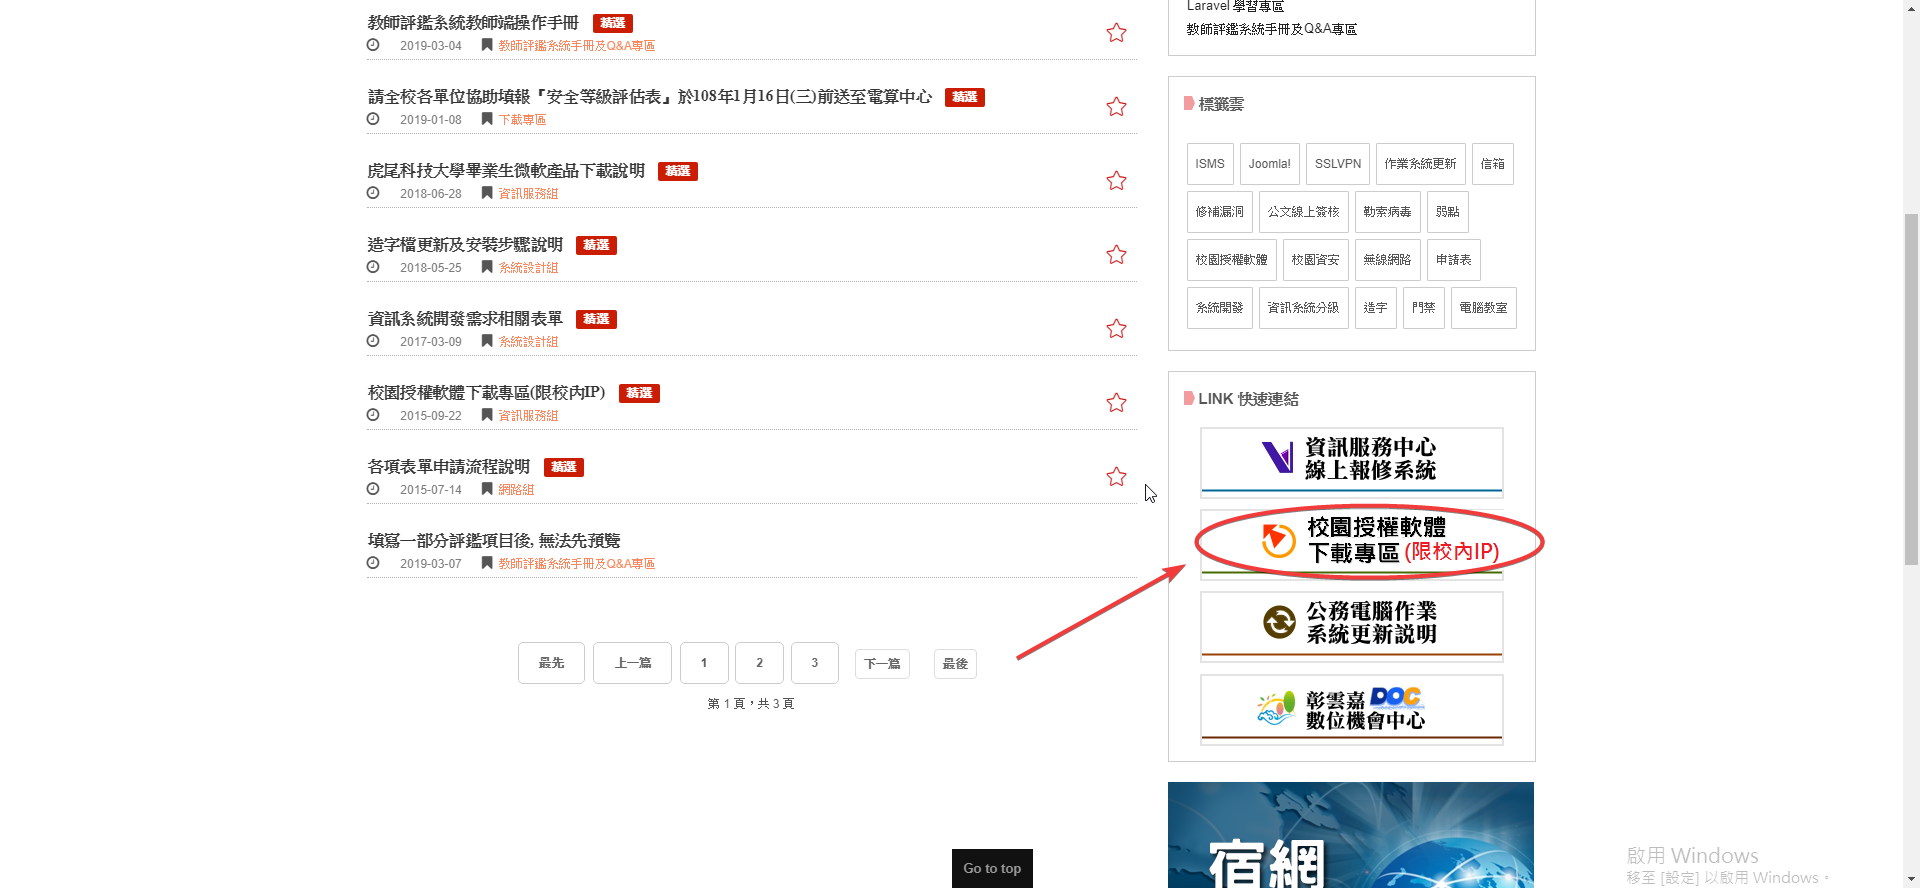 教師評鑑系統教師端操作手冊 精選
2019-03-04 教師評鑑系統手冊及Q&A專區
請全校各單位協助填報『安全等級評估表』於108年1月16日(三)前送至電算中心 精選
2019-01-08 下載專區
虎尾科技大學畢業生微軟產品下載說明 精選
2018-06-28 資訊服務組
造字檔更新及安裝步驟說明 精選
2018-05-25 系統設計組
資訊系統開發需求相關表單 精選
2017-03-09 系統設計組
校園授權軟體下載專區(限校內IP) 精選
2015-09-22 資訊服務組
各項表單申請流程說明 精選
2015-07-14 網路組
填寫一部分評鑑項目後, 無法先預覽
2019-03-07 教師評鑑系統手冊及Q&A專區
最先 上一篇 1 2 3 下一篇 最後
第 1 頁，共 3 頁
Go to top
Laravel 學習專區
教師評鑑系統手冊及Q&A專區
標籤雲
ISMS Joomla! SSLVPN 作業系統更新 信箱
修補漏洞 公文線上簽核 勒索病毒 弱點
校園授權軟體 校園資安 無線網路 申請表
系統開發 資訊系統分級 造字 門禁 電腦教室
LINK 快速連結
資訊服務中心
線上報修系統
校園授權軟體
下載專區 (限校內IP)
公務電腦作業
系統更新說明
彰雲嘉 DOC
數位機會中心
宿網
啟用 Windows
移至 [設定] 以啟用 Windows。